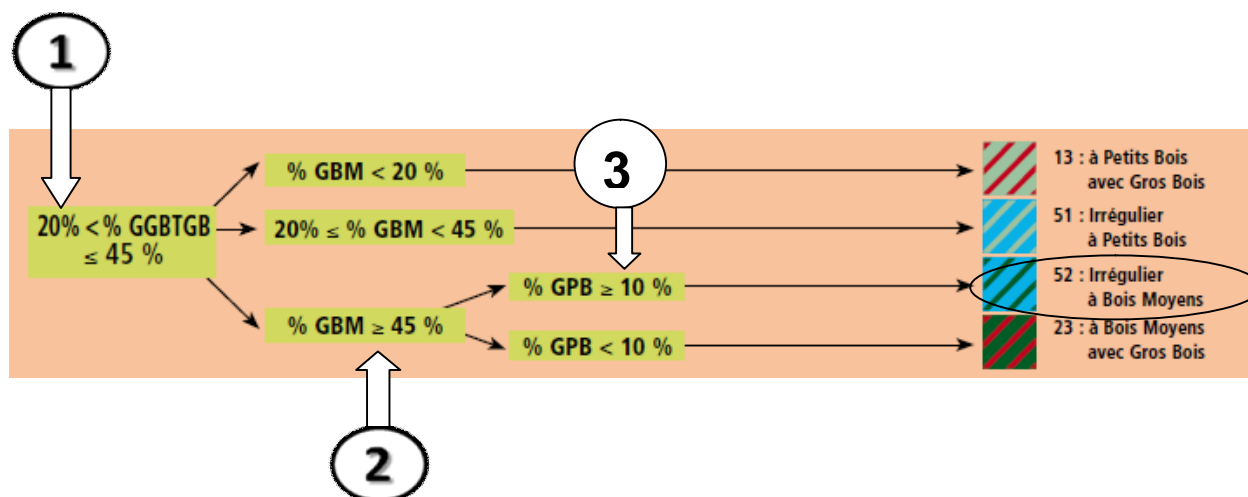 1
% GBM < 20 %
3
13 : à Petits Bois
avec Gros Bois
20% < % GGBTGB
≤ 45 %
20% ≤ % GBM < 45 %
51 : Irrégulier
à Petits Bois
% GPB ≥ 10 %
52 : Irrégulier
à Bois Moyens
% GBM ≥ 45 %
% GPB < 10 %
23 : à Bois Moyens
avec Gros Bois
2